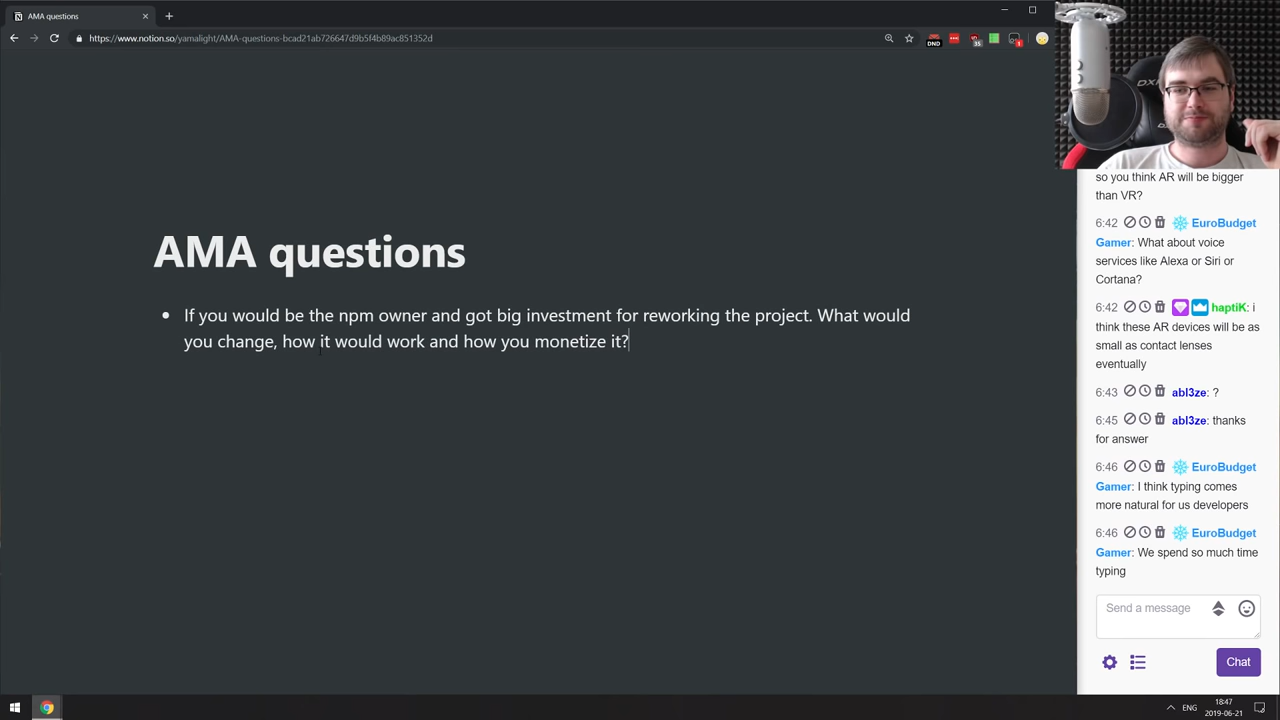 AMA questions
https://www.notion.so/yamalight/AMA-questions-bcad21ab726647d9b5f4b89ac851352d
DND
35
1
AMA questions
If you would be the npm owner and got big investment for reworking the project. What would
you change, how it would work and how you monetize it?
so you think AR will be bigger
than VR?
6:42 EuroBudget
Gamer: What about voice
services like Alexa or Siri or
Cortana?
6:42 haptiK: i
think these AR devices will be as
small as contact lenses
eventually
6:43 abl3ze: ?
6:45 abl3ze: thanks
for answer
6:46 EuroBudget
Gamer: I think typing comes
more natural for us developers
6:46 EuroBudget
Gamer: We spend so much time
typing
Send a message
Chat
ENG
18:47
2019-06-21